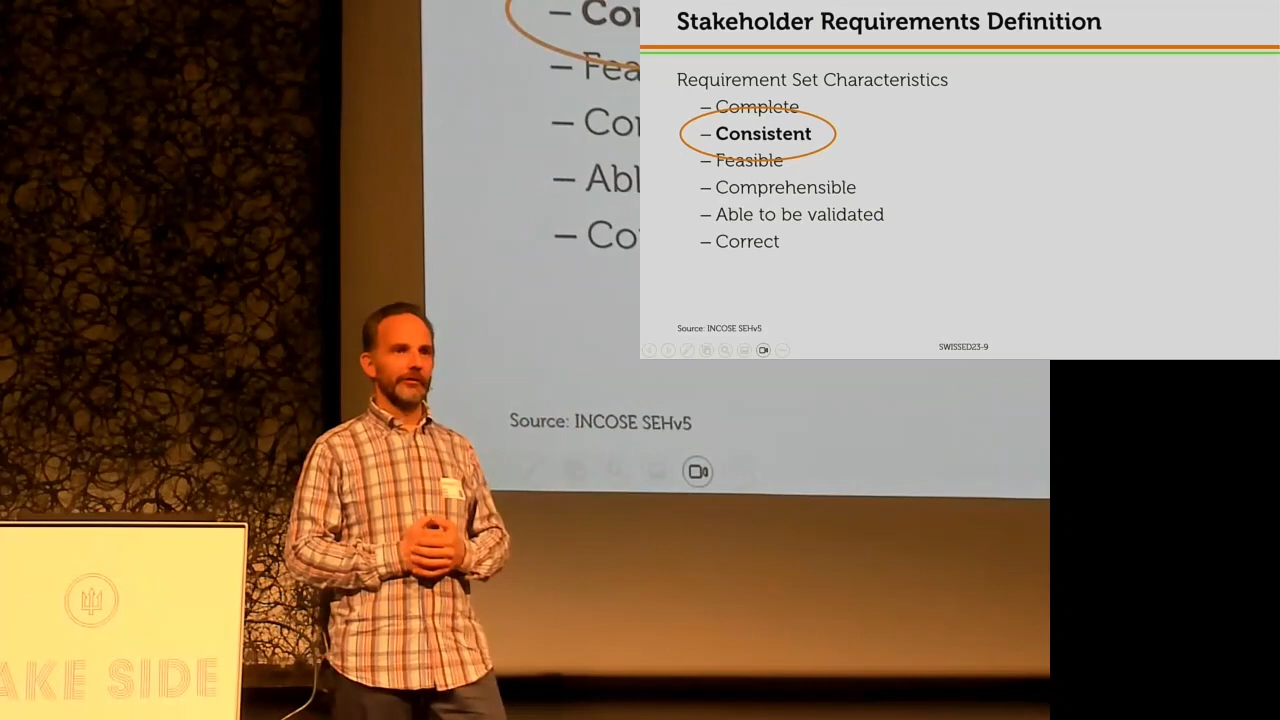 Stakeholder Requirements Definition
Requirement Set Characteristics
– Complete
– Consistent
– Feasible
– Comprehensible
– Able to be validated
– Correct
Source: INCOSE SEHv5
SWISSED23-9
– Con
– Fea
– Co
– Abl
– Co
Source: INCOSE SEHv5
AKE SIDE